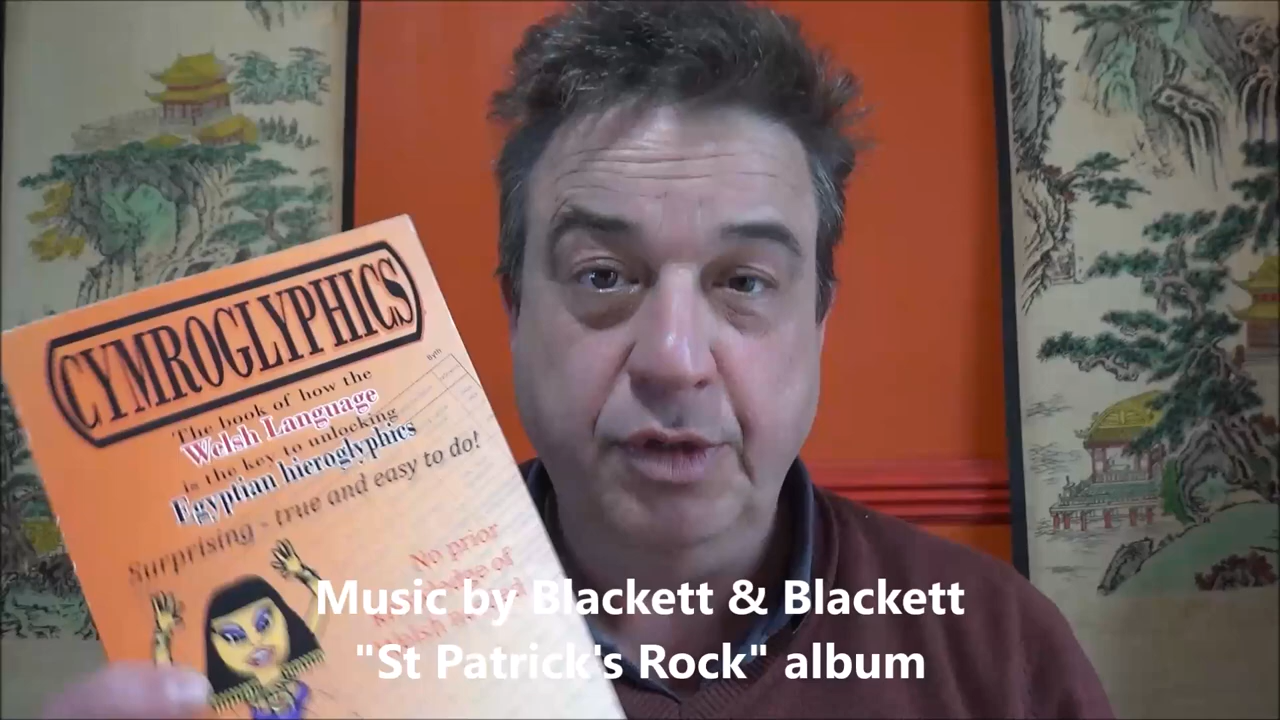 CYMROGLYPHICS
The book of how the
Welsh Language
is the key to unlocking
Egyptian hieroglyphics
Surprising - true and easy to do!
No prior
of
Music by Blackett & Blackett
"St Patrick's Rock" album